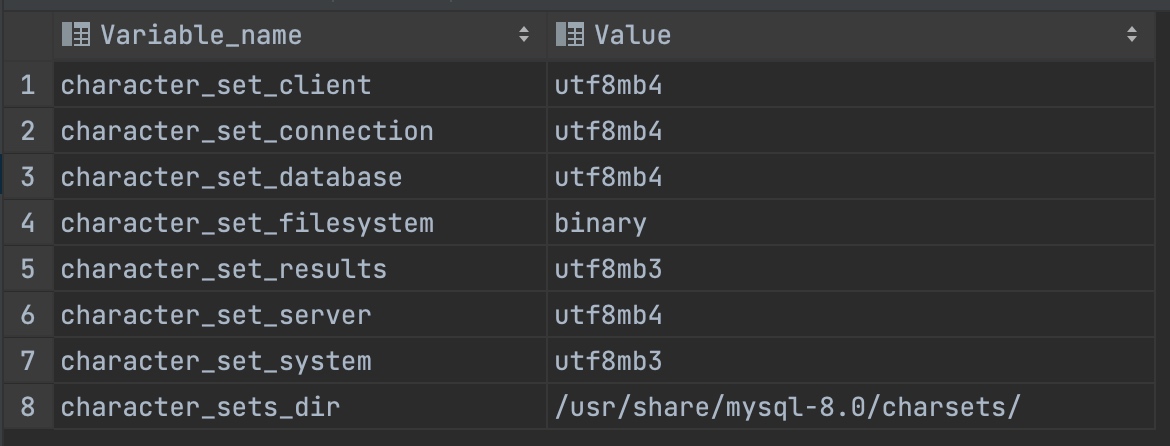 Variable_name Value
1 character_set_client utf8mb4
2 character_set_connection utf8mb4
3 character_set_database utf8mb4
4 character_set_filesystem binary
5 character_set_results utf8mb3
6 character_set_server utf8mb4
7 character_set_system utf8mb3
8 character_sets_dir /usr/share/mysql-8.0/charsets/